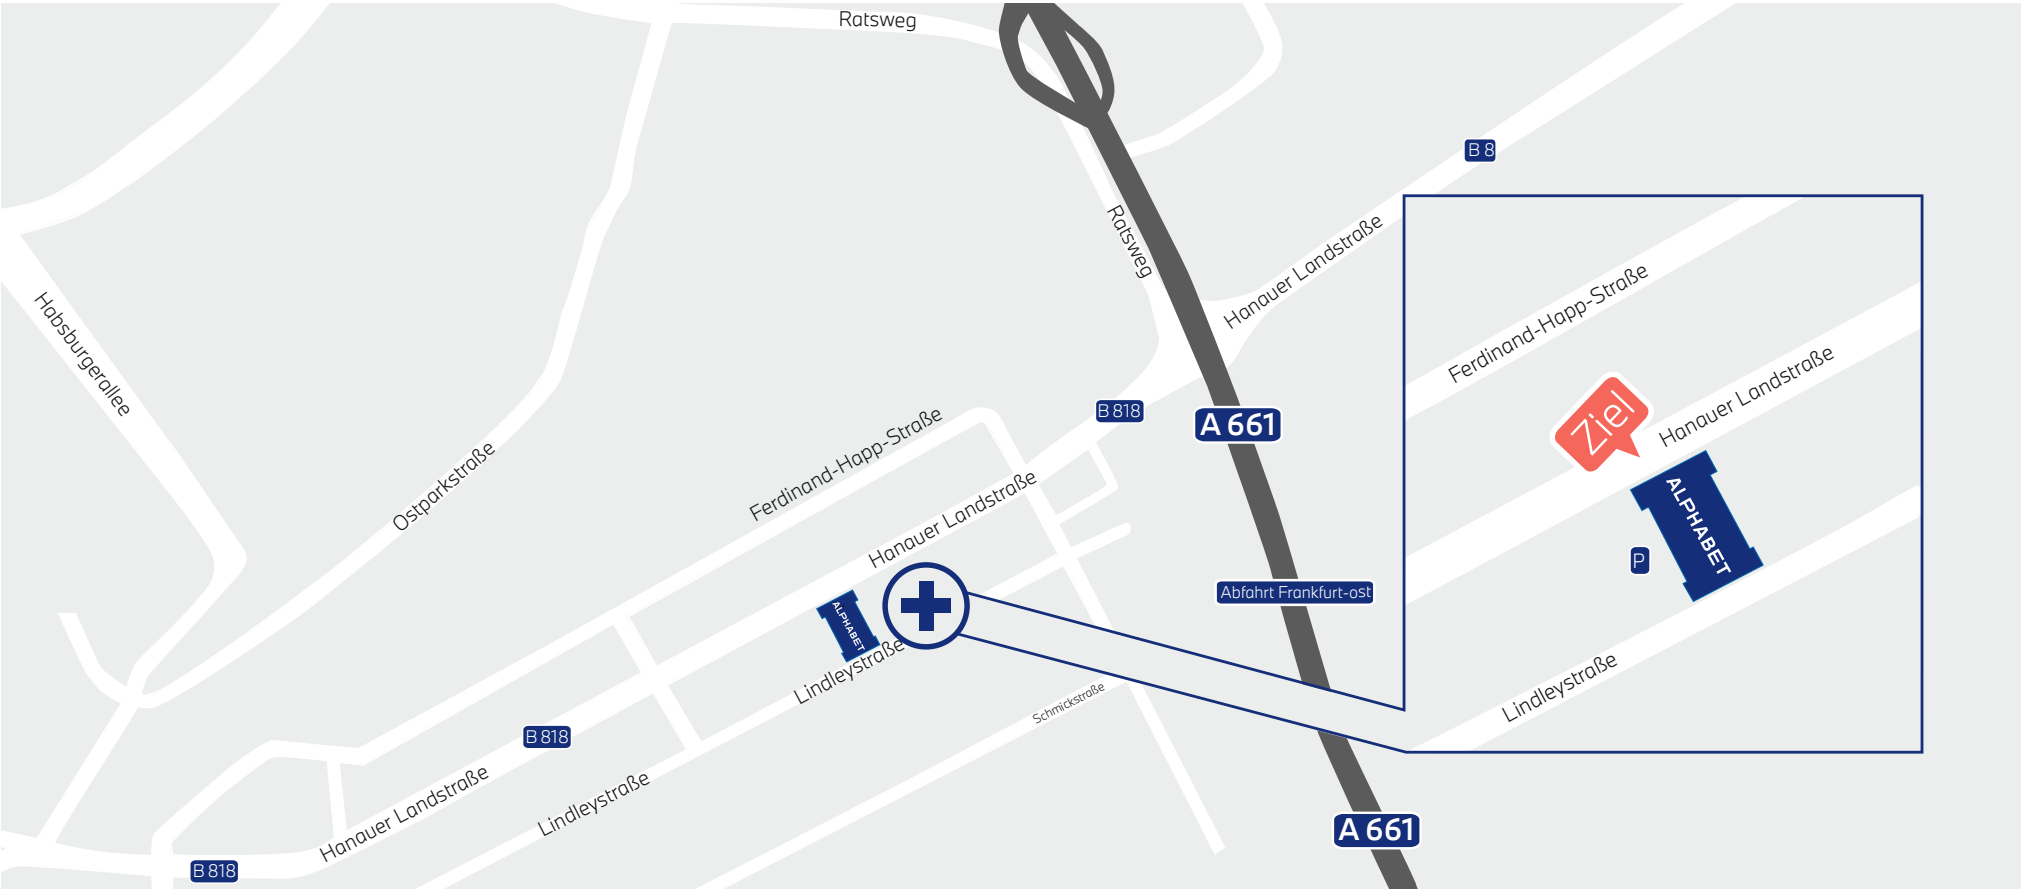 Ratsweg
B 8
Ratsweg
Hanauer Landstraße
Habsburgerallee
Ferdinand-Happ-Straße
Hanauer Landstraße
Ziel
ALPHABET
P
Lindleystraße
B 818
A 661
Ferdinand-Happ-Straße
Ostparkstraße
Hanauer Landstraße
Abfahrt Frankfurt-ost
ALPHABET
Lindleystraße
Schmickstraße
B 818
Hanauer Landstraße
Lindleystraße
A 661
B 818